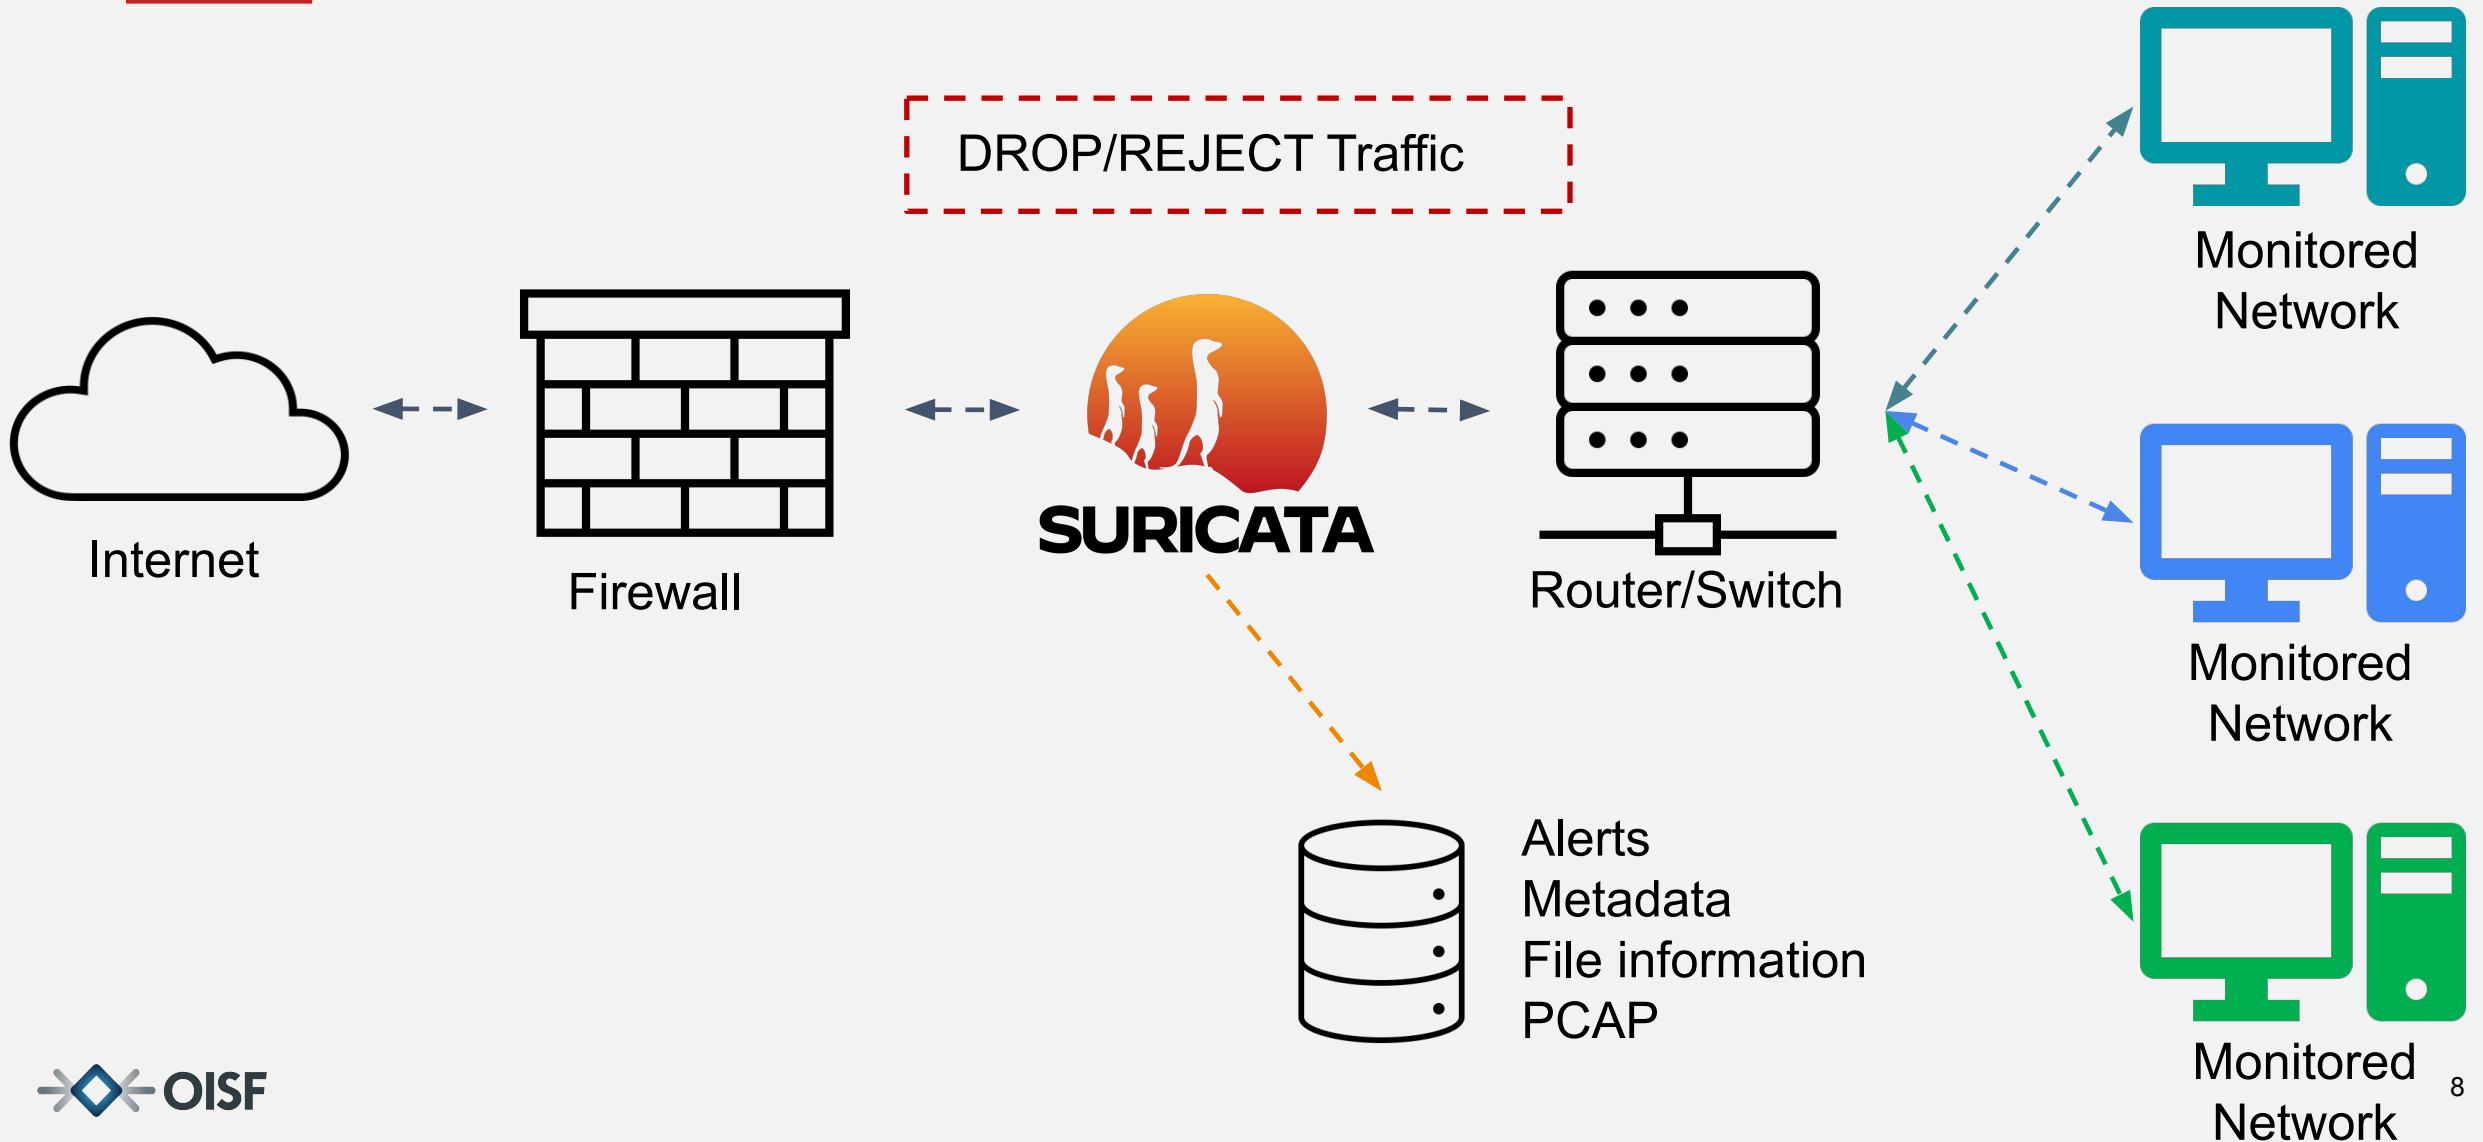 DROP/REJECT Traffic
Internet
Firewall
SURICATA
Router/Switch
Monitored
Network
Monitored
Network
Monitored
Network
Alerts
Metadata
File information
PCAP
OISF
8